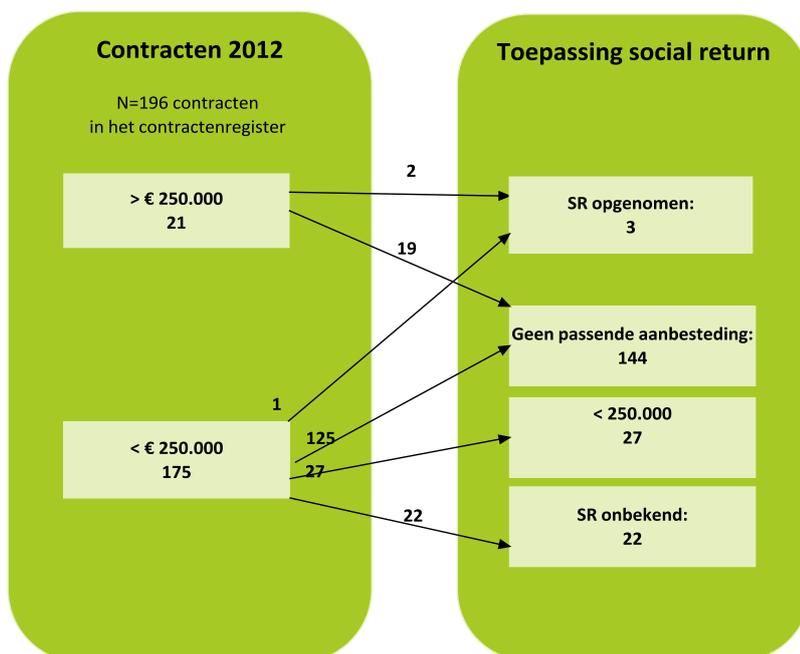 Contracten 2012
N=196 contracten
in het contractenregister
> € 250.000
21
< € 250.000
175
2
19
1
125
27
22
Toepassing social return
SR opgenomen:
3
Geen passende aanbesteding:
144
< 250.000
27
SR onbekend:
22